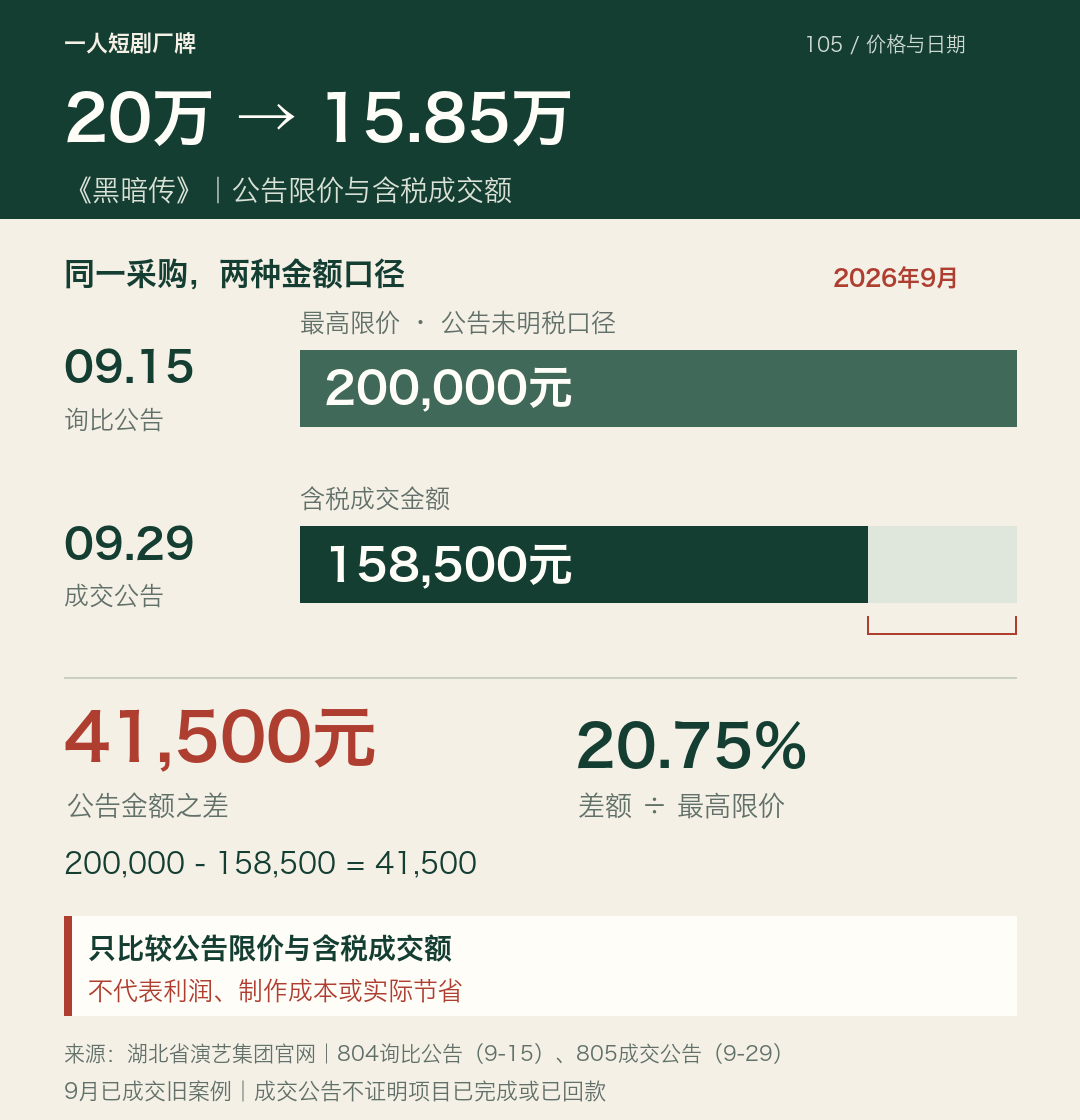 一人短剧厂牌
105 / 价格与日期
20万 → 15.85万
《黑暗传》｜公告限价与含税成交额
同一采购，两种金额口径
2026年9月
最高限价 · 公告未明税口径
09.15
200,000元
询比公告
含税成交金额
09.29
158,500元
成交公告
41,500元
20.75%
公告金额之差
差额 ÷ 最高限价
200,000 - 158,500 = 41,500
只比较公告限价与含税成交额
不代表利润、制作成本或实际节省
来源：湖北省演艺集团官网｜804询比公告（9-15）、805成交公告（9-29）
9月已成交旧案例｜成交公告不证明项目已完成或已回款